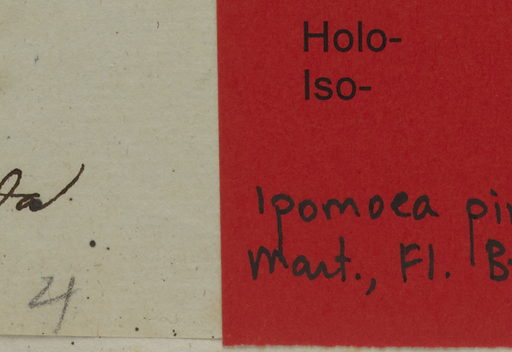 Holo-
Iso-
Ipomoea
Mart., Fl.
4